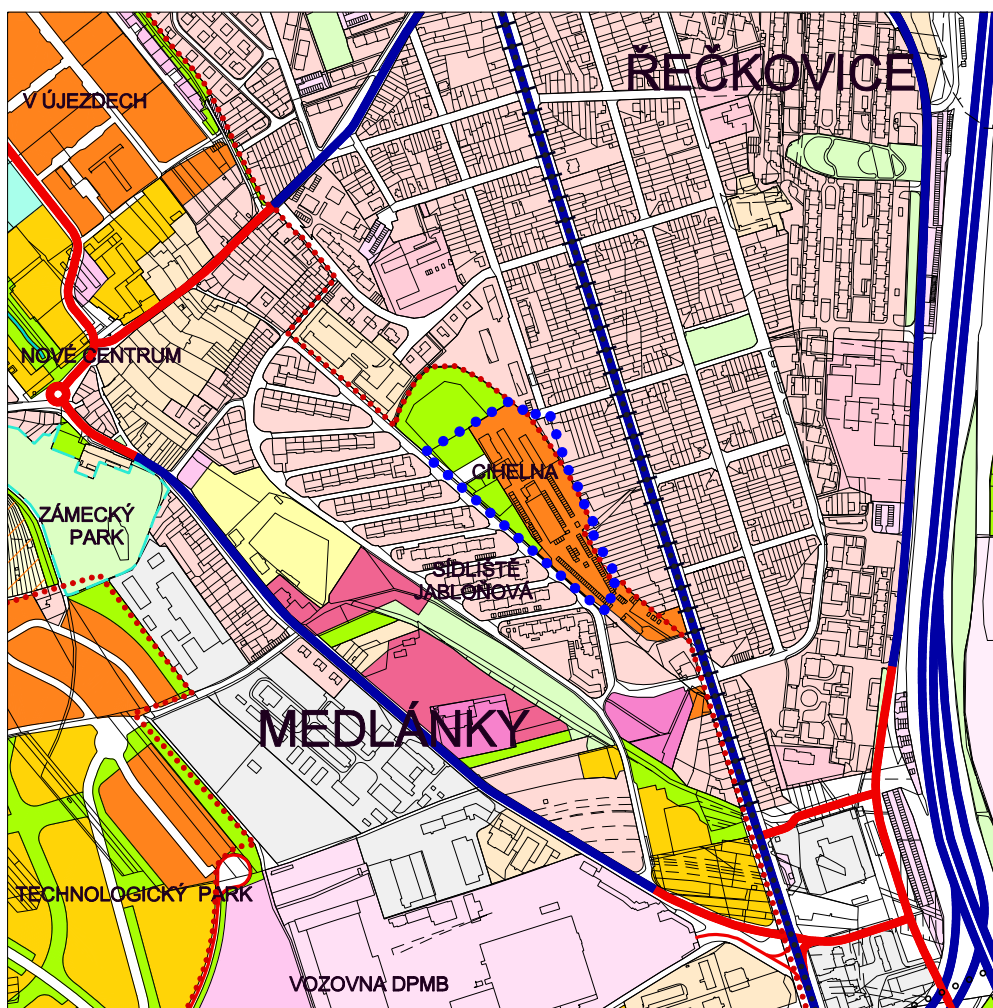 ŘEČKOVICE
V ÚJEZDECH
NOVÉ CENTRUM
CIHELNA
ZÁMECKÝ
PARK
SÍDLIŠTĚ
JABLOŇOVÁ
MEDLÁNKY
TECHNOLOGICKÝ PARK
VOZOVNA DPMB